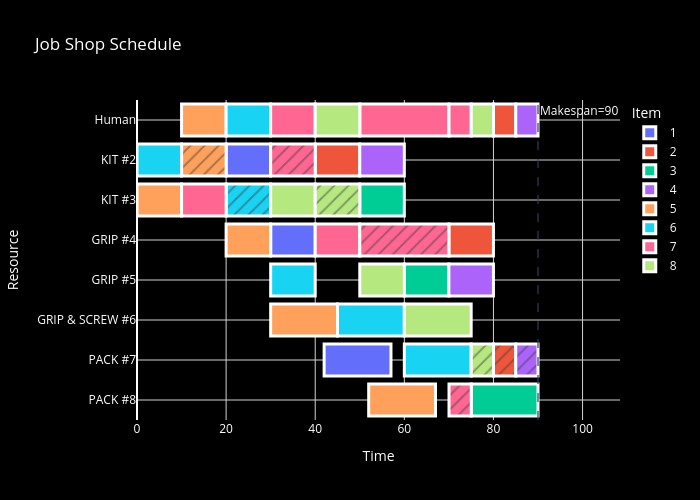 Job Shop Schedule
Makespan=90
Item
1
2
3
4
5
6
7
8
Human
KIT #2
KIT #3
GRIP #4
GRIP #5
GRIP & SCREW #6
PACK #7
PACK #8
Resource
0 20 40 60 80 100
Time